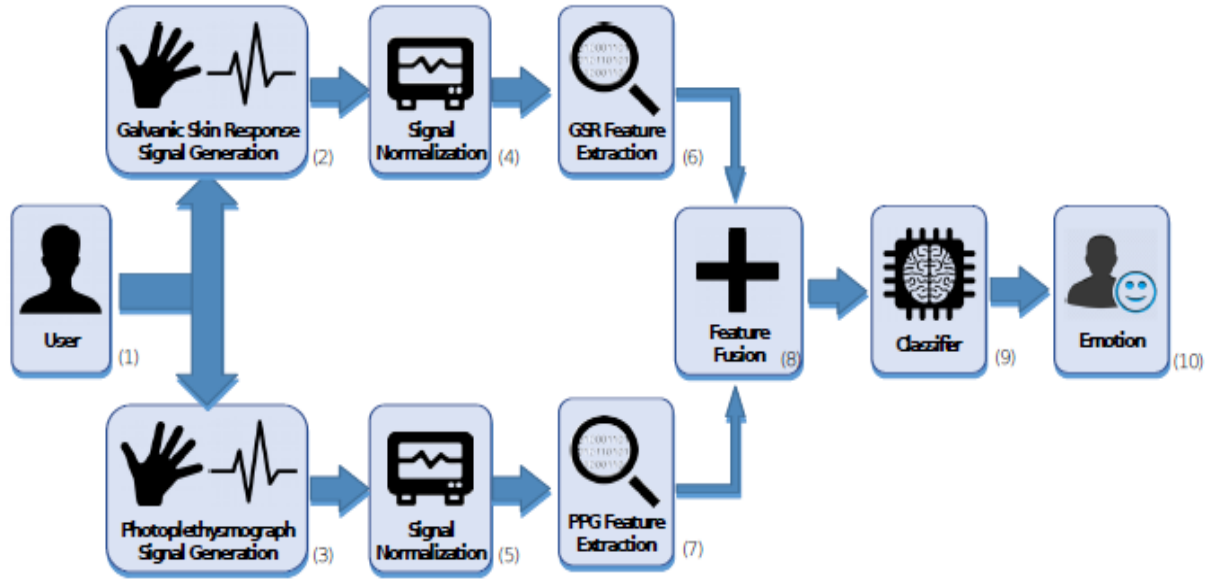 Galvanic Skin Response
Signal Generation
(2)
Signal
Normalization
(4)
GSR Feature
Extraction
(6)
User
(1)
Feature
Fusion
(8)
Classifier
(9)
Emotion
(10)
Photoplethysmograph
Signal Generation
(3)
Signal
Normalization
(5)
PPG Feature
Extraction
(7)